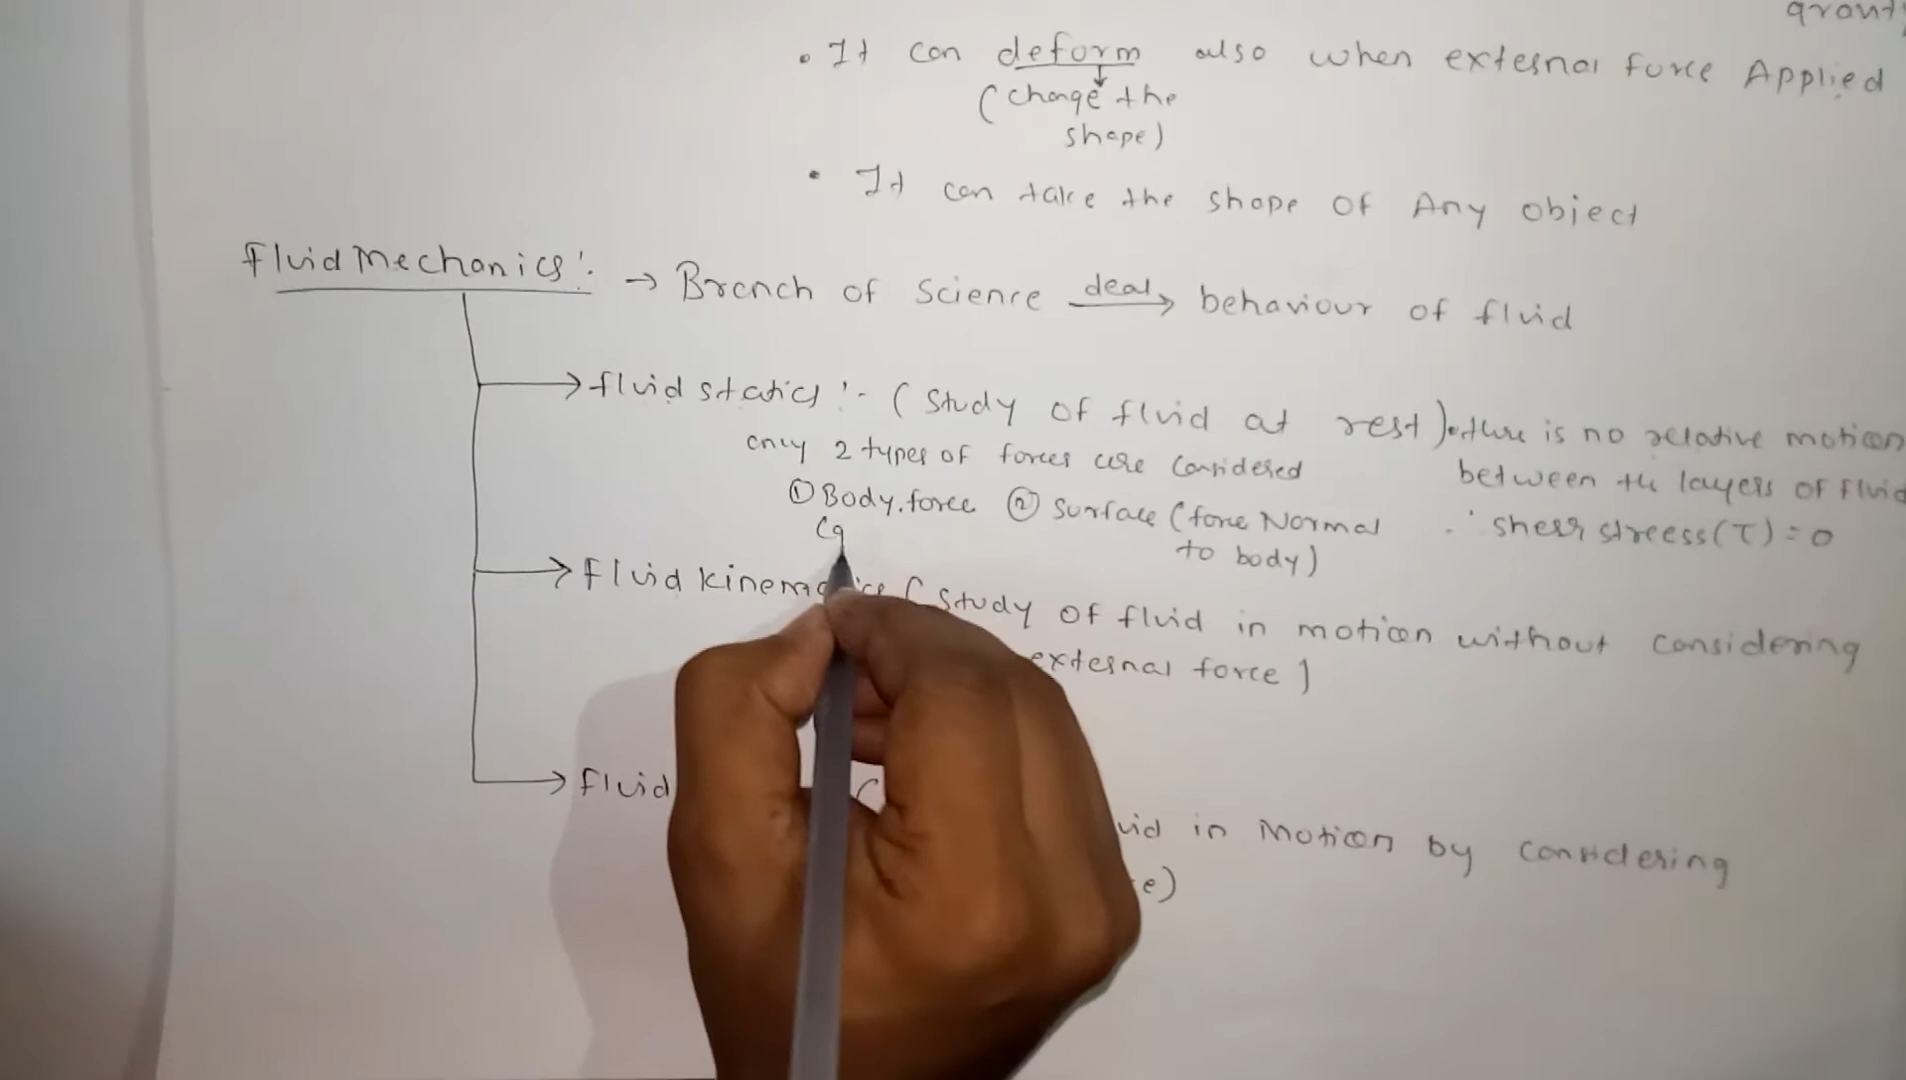 • It can deform also when external force Applied
(change the
shape)
• It can take the shape of Any object
Fluid Mechanics :- → Branch of Science deal → behaviour of fluid
→ fluid statics :- (Study of fluid at rest). there is no relative motion
only 2 types of forces are Considered between the layers of Fluid
① Body.force ② Surface (force Normal ∴ shear streess(τ) = 0
to body)
(g
→ fluid kinematics (study of fluid in motion without considering
external force)
→ fluid ( in Motion by considering